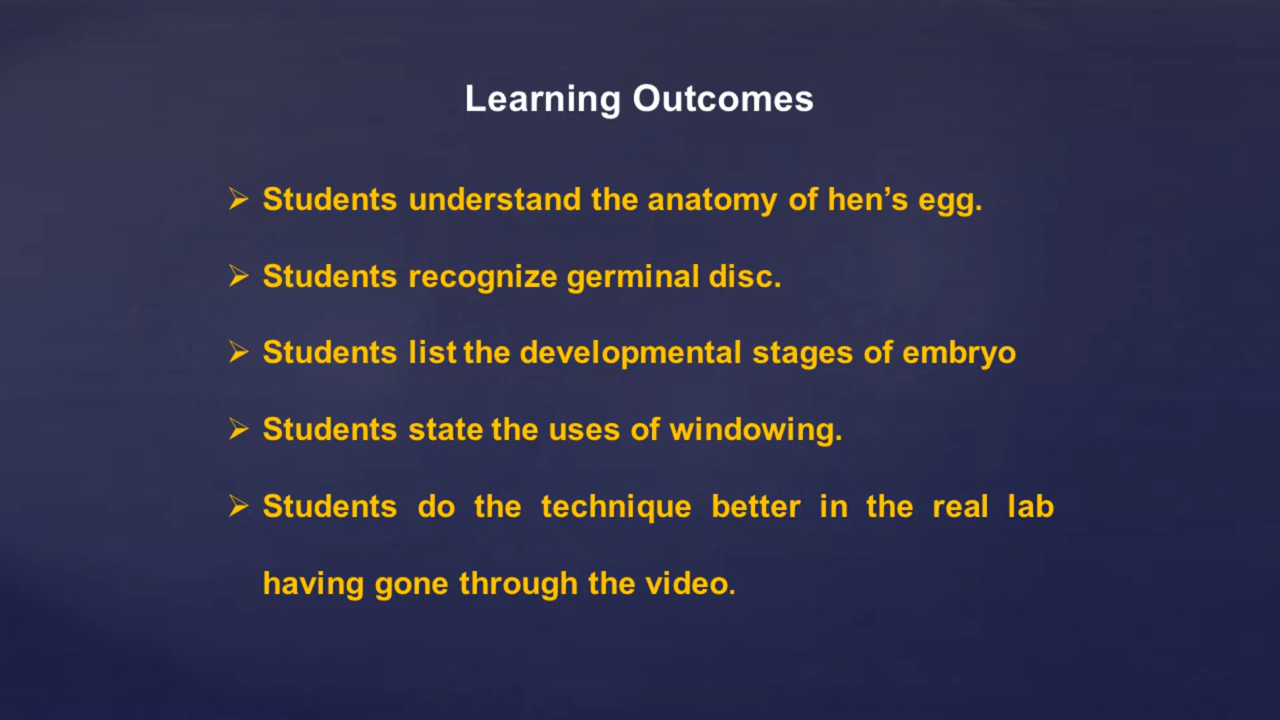 Learning Outcomes
➢ Students understand the anatomy of hen’s egg.
➢ Students recognize germinal disc.
➢ Students list the developmental stages of embryo
➢ Students state the uses of windowing.
➢ Students do the technique better in the real lab
having gone through the video.